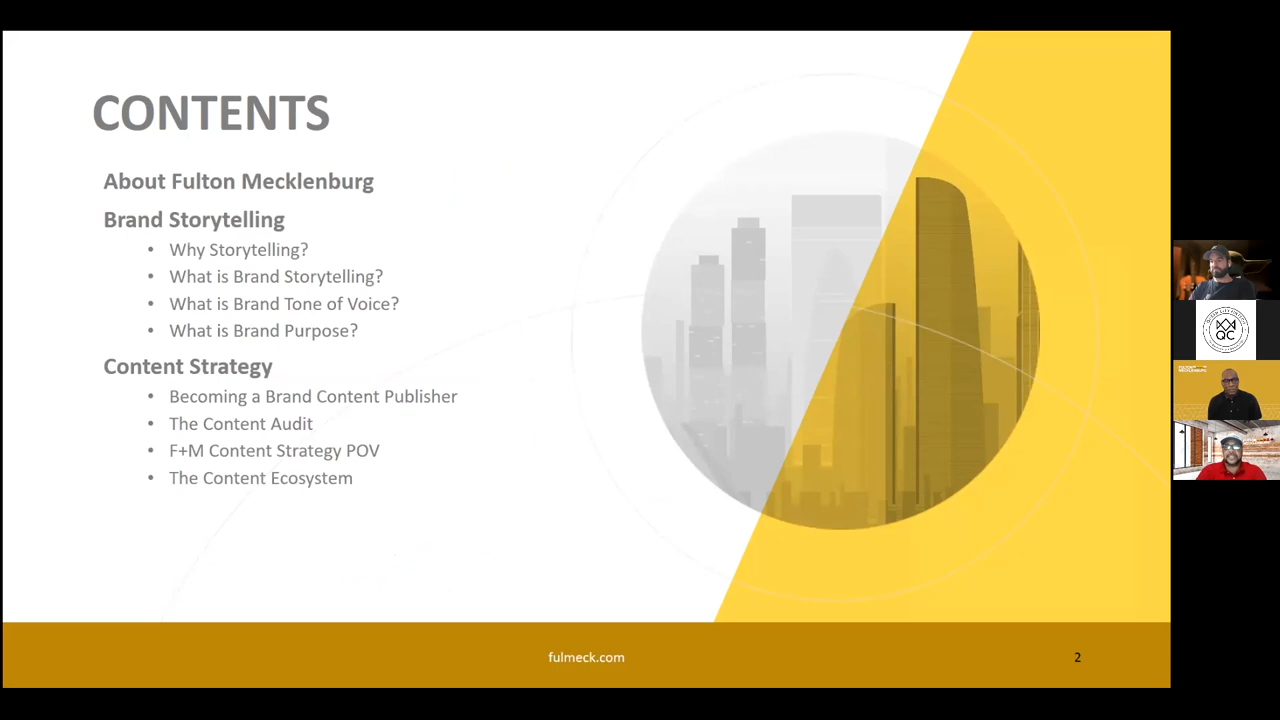 CONTENTS
About Fulton Mecklenburg
Brand Storytelling
• Why Storytelling?
• What is Brand Storytelling?
• What is Brand Tone of Voice?
• What is Brand Purpose?
Content Strategy
• Becoming a Brand Content Publisher
• The Content Audit
• F+M Content Strategy POV
• The Content Ecosystem
fulmeck.com
2
QC